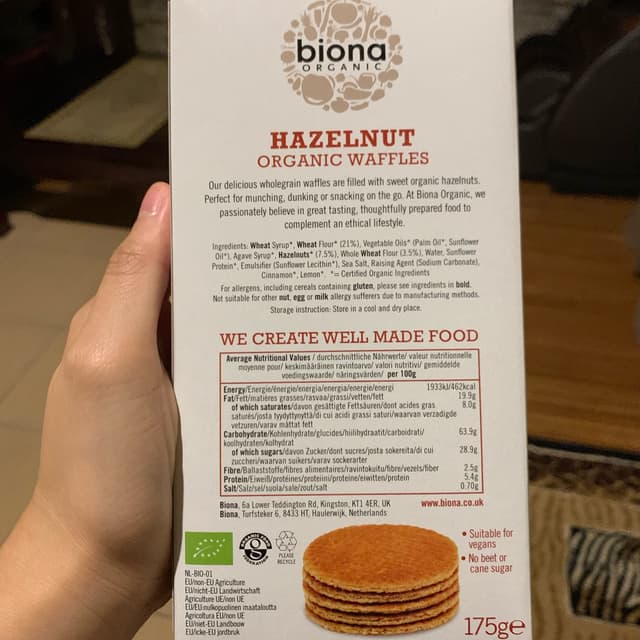 biona
ORGANIC
HAZELNUT
ORGANIC WAFFLES
Our delicious wholegrain waffles are filled with sweet organic hazelnuts.
Perfect for munching, dunking or snacking on the go. At Biona Organic, we
passionately believe in great tasting, thoughtfully prepared food to
complement an ethical lifestyle.
Ingredients: Wheat Syrup*, Wheat Flour* (21%), Vegetable Oils* (Palm Oil*, Sunflower
Oil*), Agave Syrup*, Hazelnuts* (7.5%), Whole Wheat Flour (3.5%), Water, Sunflower
Protein*, Emulsifier (Sunflower Lecithin*), Sea Salt, Raising Agent (Sodium Carbonate),
Cinnamon*, Lemon*. *= Certified Organic Ingredients
For allergens, including cereals containing gluten, please see ingredients in bold.
Not suitable for other nut, egg or milk allergy sufferers due to manufacturing methods.
Storage instruction: Store in a cool and dry place.
WE CREATE WELL MADE FOOD
Average Nutritional Values / durchschnittliche Nährwerte/ valeur nutritionnelle
moyenne pour/ keskimääräinen ravintoarvo/ valori nutritivi/ gemiddelde
voedingswaarde/ näringsvärden/ per 100g
Energy/Energie/énergie/energia/energia/energie/energi 1933kJ/462kcal
Fat/Fett/matières grasses/rasvaa/grassi/vetten/fett 19.9g
of which saturates/davon gesättigte Fettsäuren/dont acides gras 8.0g
saturés/josta tyydyttynyttä/di cui acidi grassi saturi/waarvan verzadigde
vetzuren/varav mättat fett
Carbohydrate/Kohlenhydrate/glucides/hiilihydraatit/carboidrati/ 63.9g
koolhydraten/kolhydrat
of which sugars/davon Zucker/dont sucres/josta sokereita/di cui 28.9g
zuccheri/waarvan suikers/varav sockerarter
Fibre/Ballaststoffe/fibres alimentaires/ravintokuitu/fibre/vezels/fiber 2.5g
Protein/Eiweiß/protéines/proteiini/proteine/eiwitten/protein 5.4g
Salt/Salz/sel/suola/sale/zout/salt 0.70g
Biona, 6a Lower Teddington Rd, Kingston, KT1 4ER, UK www.biona.co.uk
Biona, Turfsteker 6, 8433 HT, Haulerwijk, Netherlands
PLEASE
RECYCLE
NL-BIO-01
EU/non-EU Agriculture
EU/nicht-EU Landwirtschaft
Agriculture UE/non UE
EU/EU:nulkopuolinen maataloutta
Agricoltura EU/non UE
EU/niet-EU Landbouw
EU/icke-EU jordbruk
• Suitable for
vegans
• No beet or
cane sugar
175g e